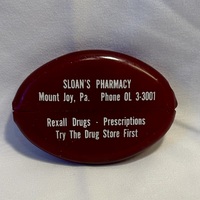 SLOAN'S PHARMACY
Mount Joy, Pa. Phone OL 3-3001
Rexall Drugs - Prescriptions
Try The Drug Store First